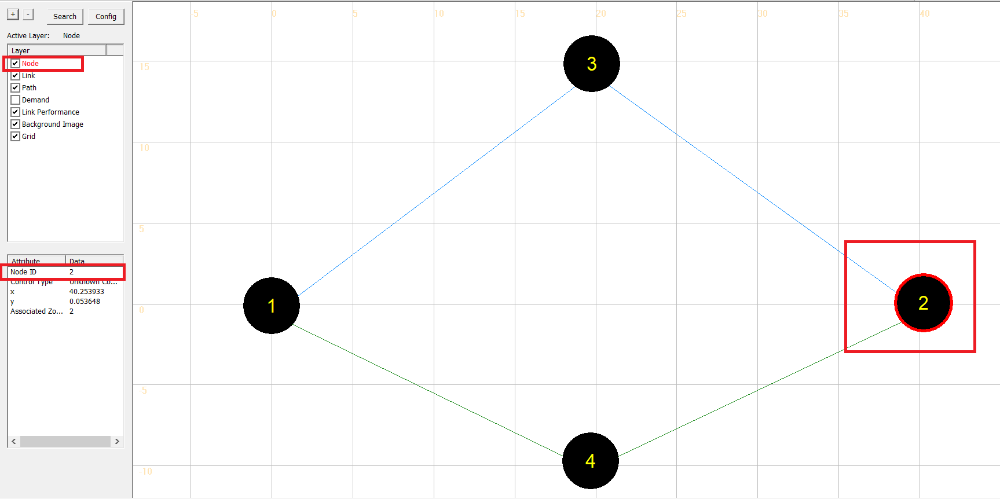 + - Search Config
Active Layer: Node
Layer
Node
Link
Path
Demand
Link Performance
Background Image
Grid
Attribute Data
Node ID 2
Control Type Unknown Co...
x 40.253933
y 0.053648
Associated Zo... 2
-5 0 5 10 15 20 25 30 35 40
15
10
5
0
-5
-10
3
1
2
4